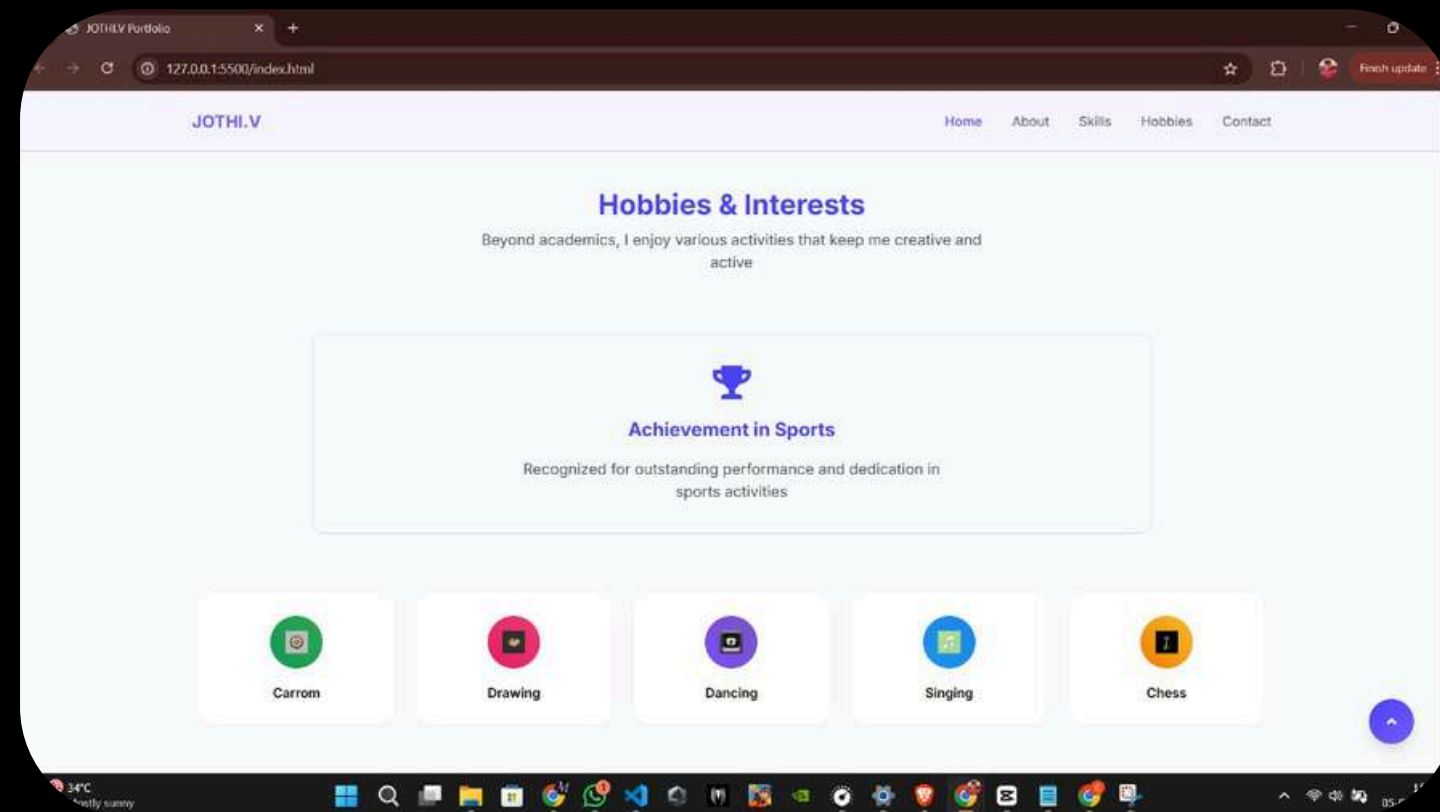 JOTHI.V Portfolio
127.0.0.1:5500/index.html
Finish update
JOTHI.V
Home About Skills Hobbies Contact
Hobbies & Interests
Beyond academics, I enjoy various activities that keep me creative and
active
Achievement in Sports
Recognized for outstanding performance and dedication in
sports activities
Carrom Drawing Dancing Singing Chess
34°C
sunny